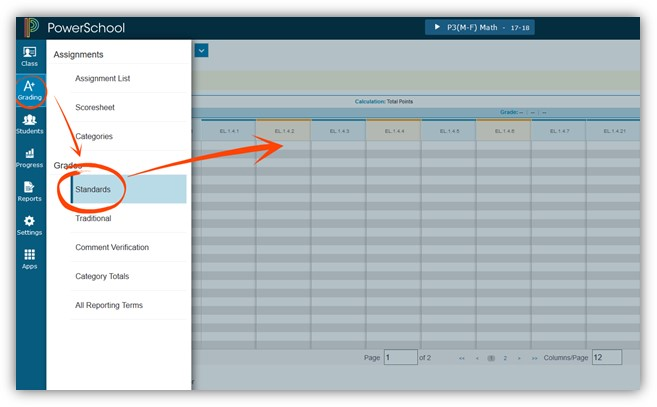 PowerSchool
P3(M-F) Math - 17-18
Class
Grading
Students
Progress
Reports
Settings
Apps
Assignments
Assignment List
Scoresheet
Categories
Grades
Standards
Traditional
Comment Verification
Category Totals
All Reporting Terms
Calculation: Total Points
Grade: -- | -- | --
EL.1.4.1 EL.1.4.2 EL.1.4.3 EL.1.4.4 EL.1.4.5 EL.1.4.6 EL.1.4.7 EL.1.4.21
Page 1 of 2 1 2 Columns/Page 12